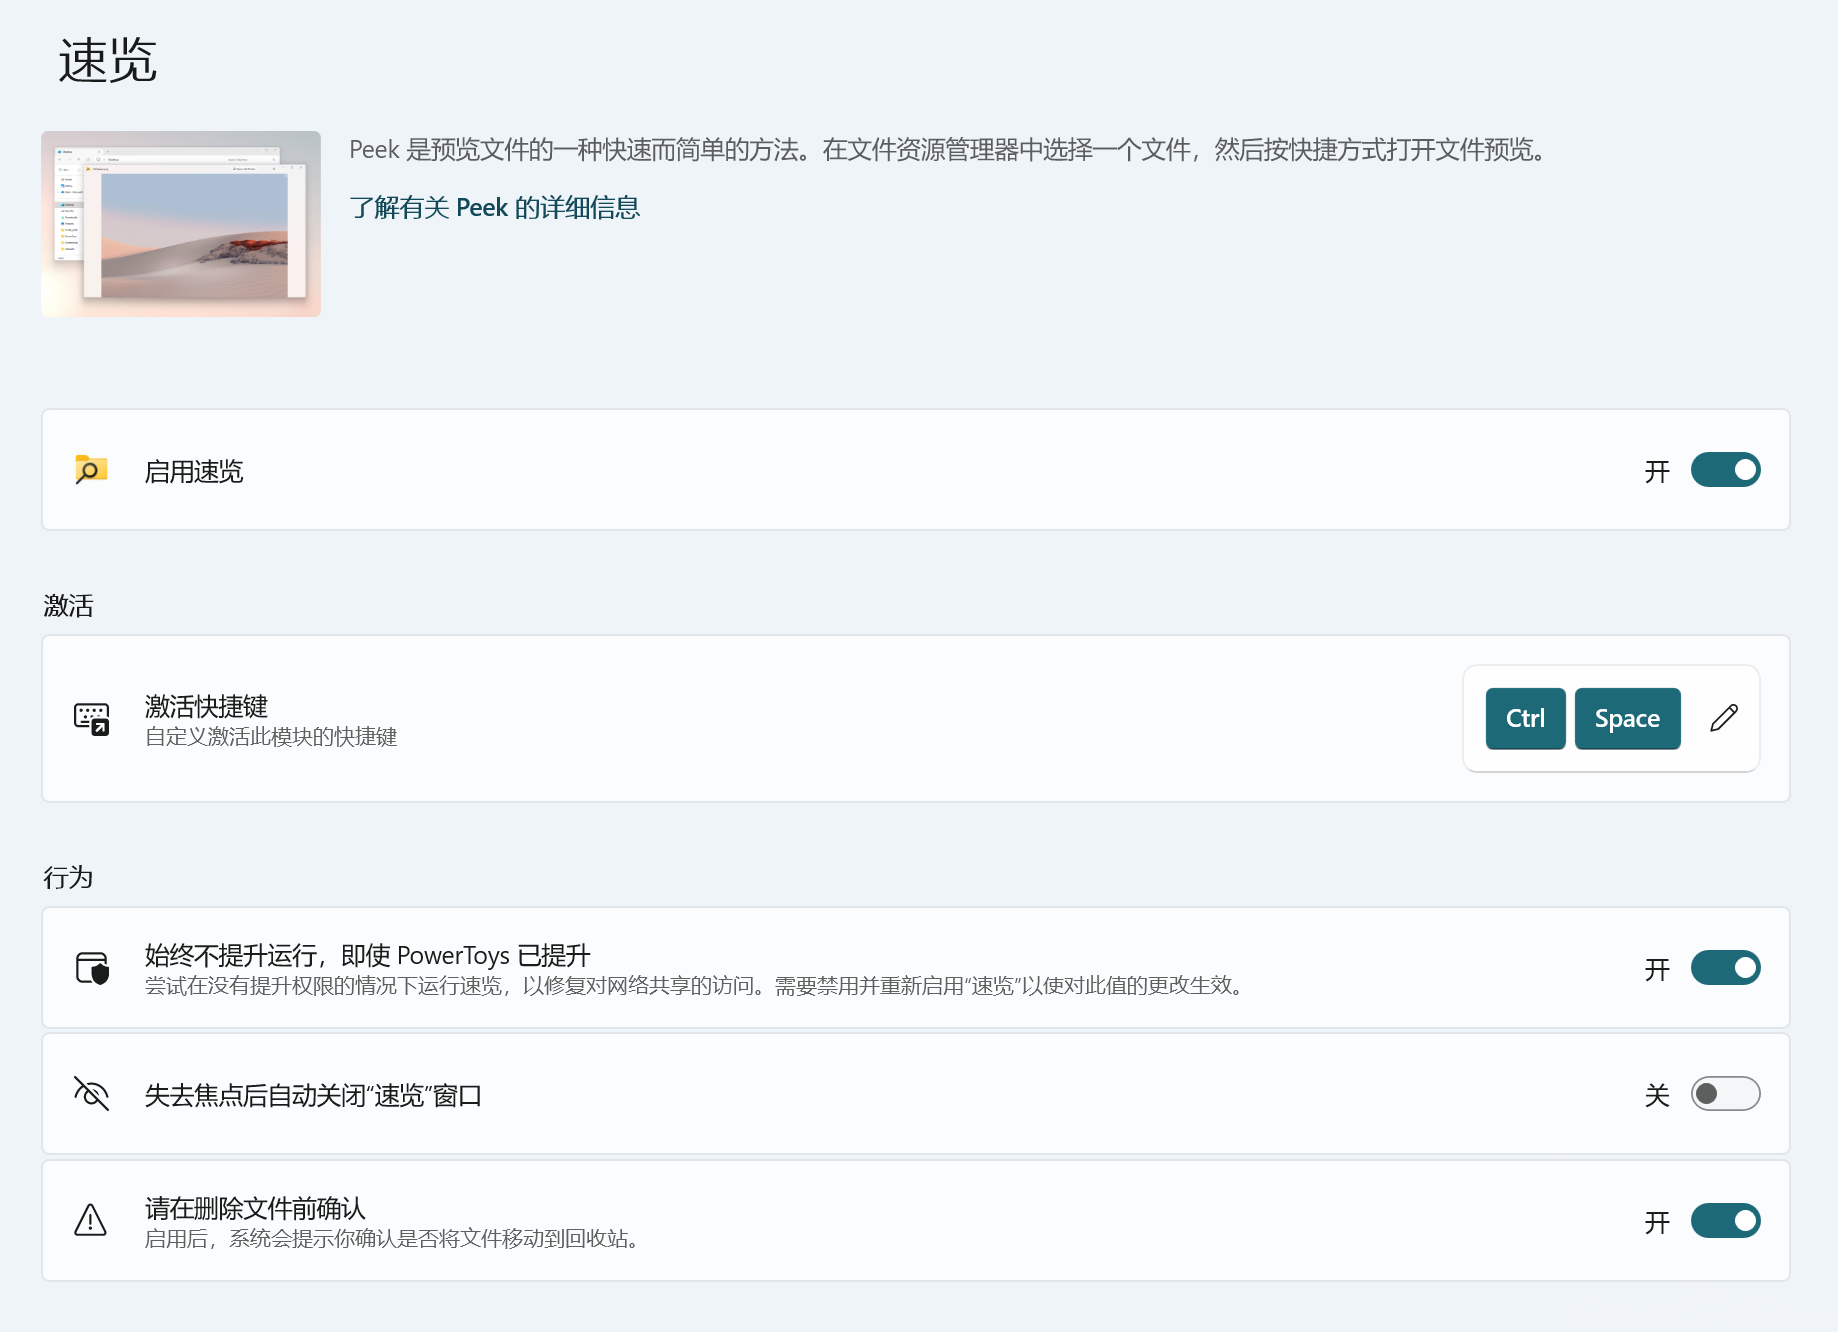 速览
Peek 是预览文件的一种快速而简单的方法。在文件资源管理器中选择一个文件，然后按快捷方式打开文件预览。
了解有关 Peek 的详细信息
启用速览
开
激活
激活快捷键
自定义激活此模块的快捷键
Ctrl Space
行为
始终不提升运行，即使 PowerToys 已提升
尝试在没有提升权限的情况下运行速览，以修复对网络共享的访问。需要禁用并重新启用“速览”以使对此值的更改生效。
开
失去焦点后自动关闭“速览”窗口
关
请在删除文件前确认
启用后，系统会提示你确认是否将文件移动到回收站。
开